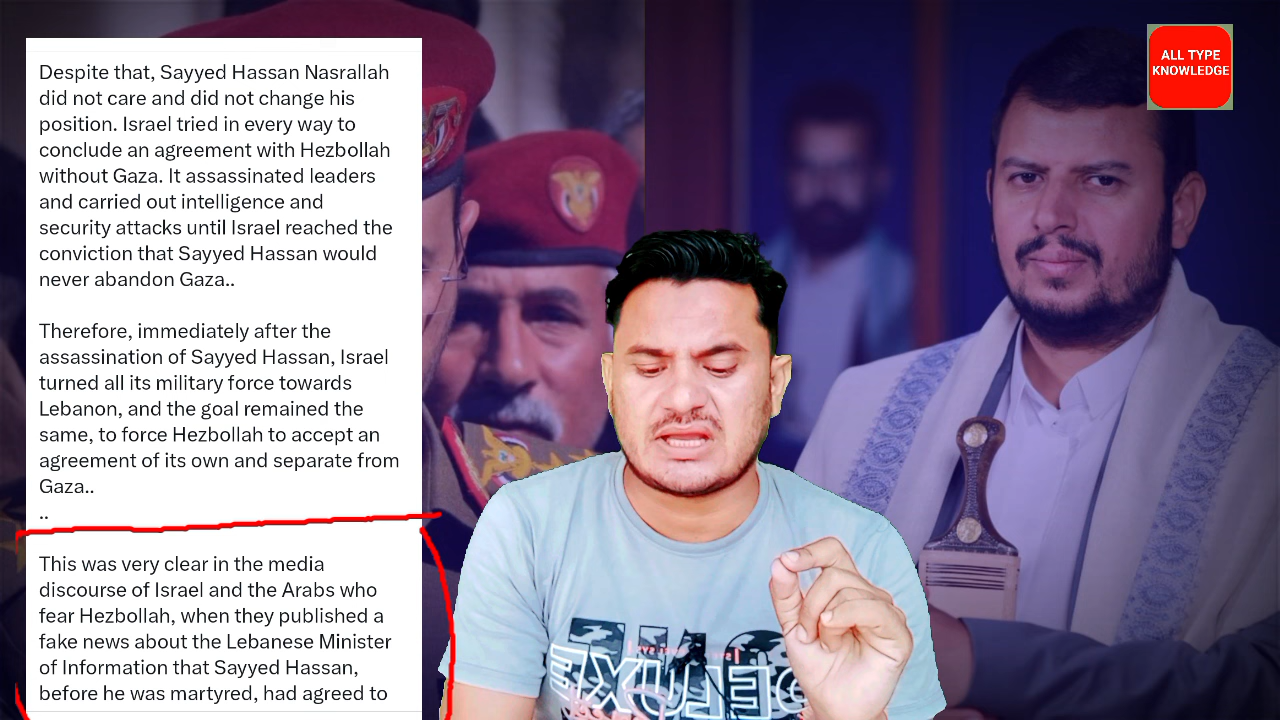 Despite that, Sayyed Hassan Nasrallah
did not care and did not change his
position. Israel tried in every way to
conclude an agreement with Hezbollah
without Gaza. It assassinated leaders
and carried out intelligence and
security attacks until Israel reached the
conviction that Sayyed Hassan would
never abandon Gaza..
Therefore, immediately after the
assassination of Sayyed Hassan, Israel
turned all its military force towards
Lebanon, and the goal remained the
same, to force Hezbollah to accept an
agreement of its own and separate from
Gaza..
..
This was very clear in the media
discourse of Israel and the Arabs who
fear Hezbollah, when they published a
fake news about the Lebanese Minister
of Information that Sayyed Hassan,
before he was martyred, had agreed to
ALL TYPE
KNOWLEDGE
DELUXE